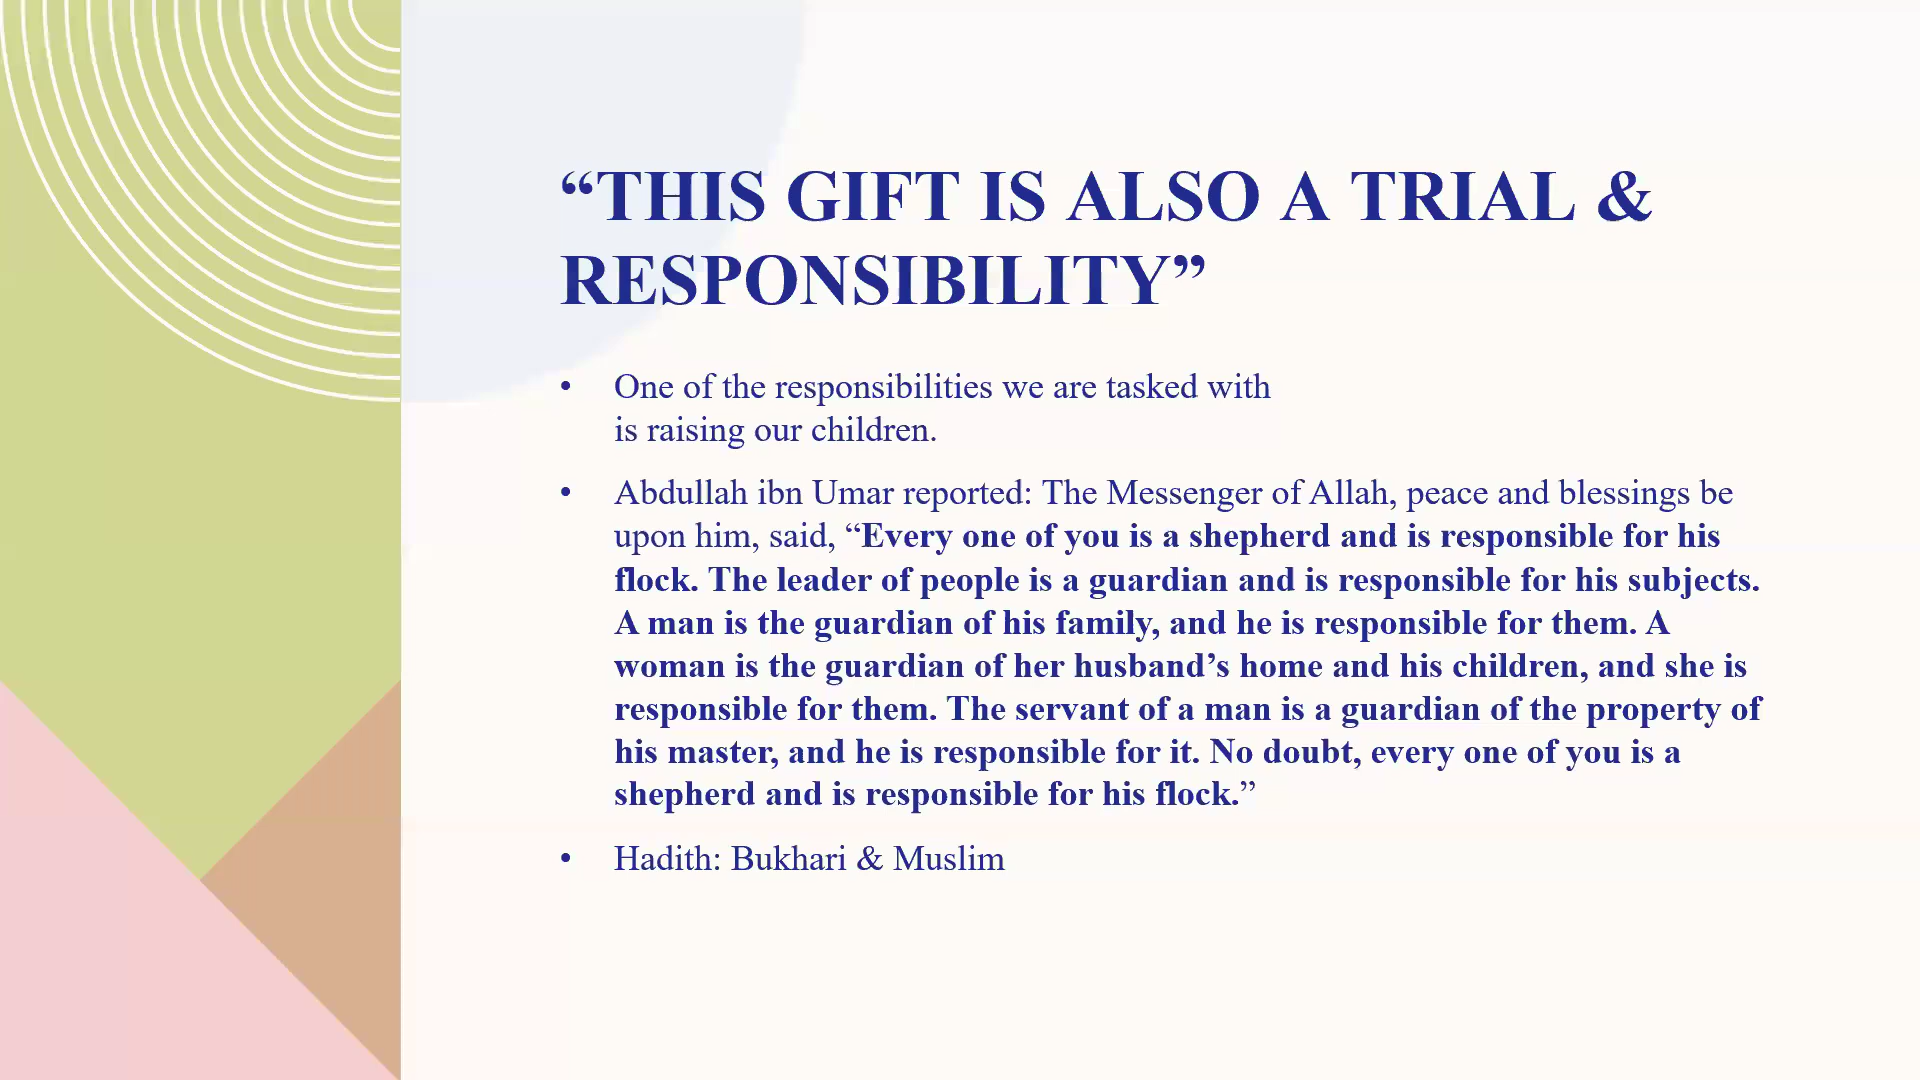 “THIS GIFT IS ALSO A TRIAL &
RESPONSIBILITY”
• One of the responsibilities we are tasked with
is raising our children.
• Abdullah ibn Umar reported: The Messenger of Allah, peace and blessings be
upon him, said, “Every one of you is a shepherd and is responsible for his
flock. The leader of people is a guardian and is responsible for his subjects.
A man is the guardian of his family, and he is responsible for them. A
woman is the guardian of her husband’s home and his children, and she is
responsible for them. The servant of a man is a guardian of the property of
his master, and he is responsible for it. No doubt, every one of you is a
shepherd and is responsible for his flock.”
• Hadith: Bukhari & Muslim